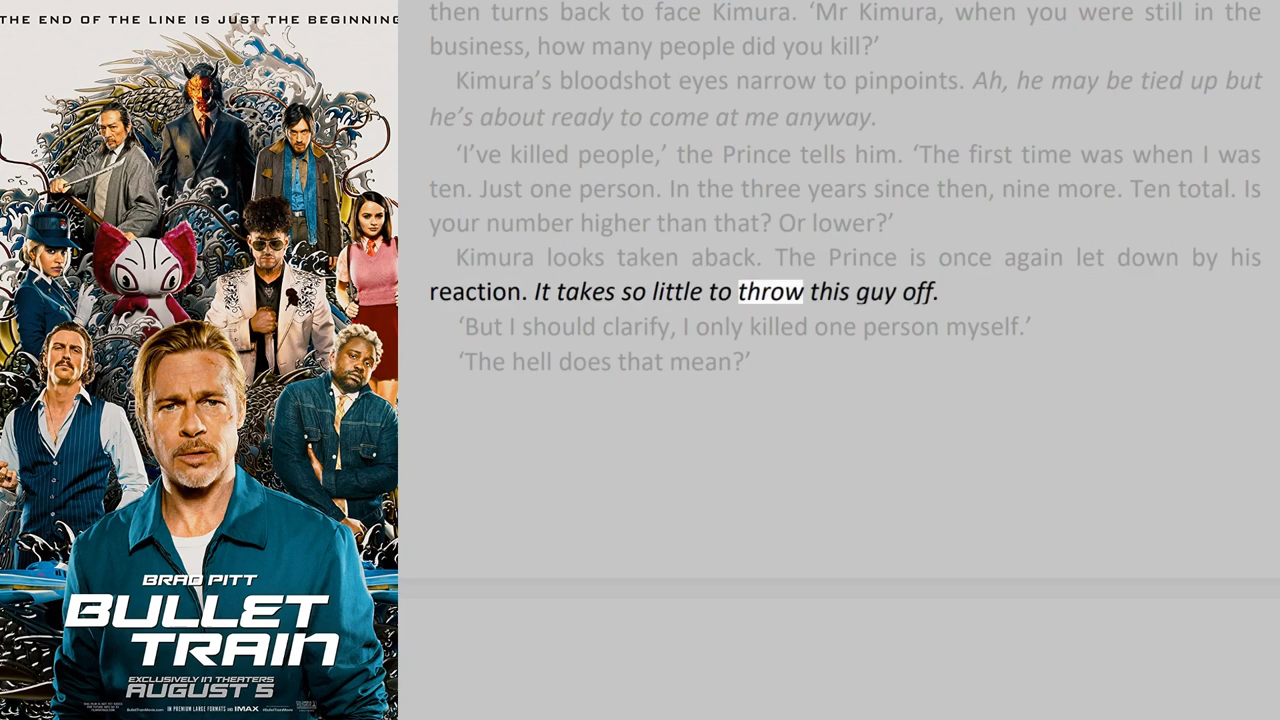 THE END OF THE LINE IS JUST THE BEGINNING
BRAD PITT
BULLET
TRAIN
EXCLUSIVELY IN THEATERS
AUGUST 5
IN PREMIUM LARGE FORMATS AND IMAX
then turns back to face Kimura. ‘Mr Kimura, when you were still in the
business, how many people did you kill?’
Kimura’s bloodshot eyes narrow to pinpoints. Ah, he may be tied up but
he’s about ready to come at me anyway.
‘I’ve killed people,’ the Prince tells him. ‘The first time was when I was
ten. Just one person. In the three years since then, nine more. Ten total. Is
your number higher than that? Or lower?’
Kimura looks taken aback. The Prince is once again let down by his
reaction. It takes so little to throw this guy off.
‘But I should clarify, I only killed one person myself.’
‘The hell does that mean?’